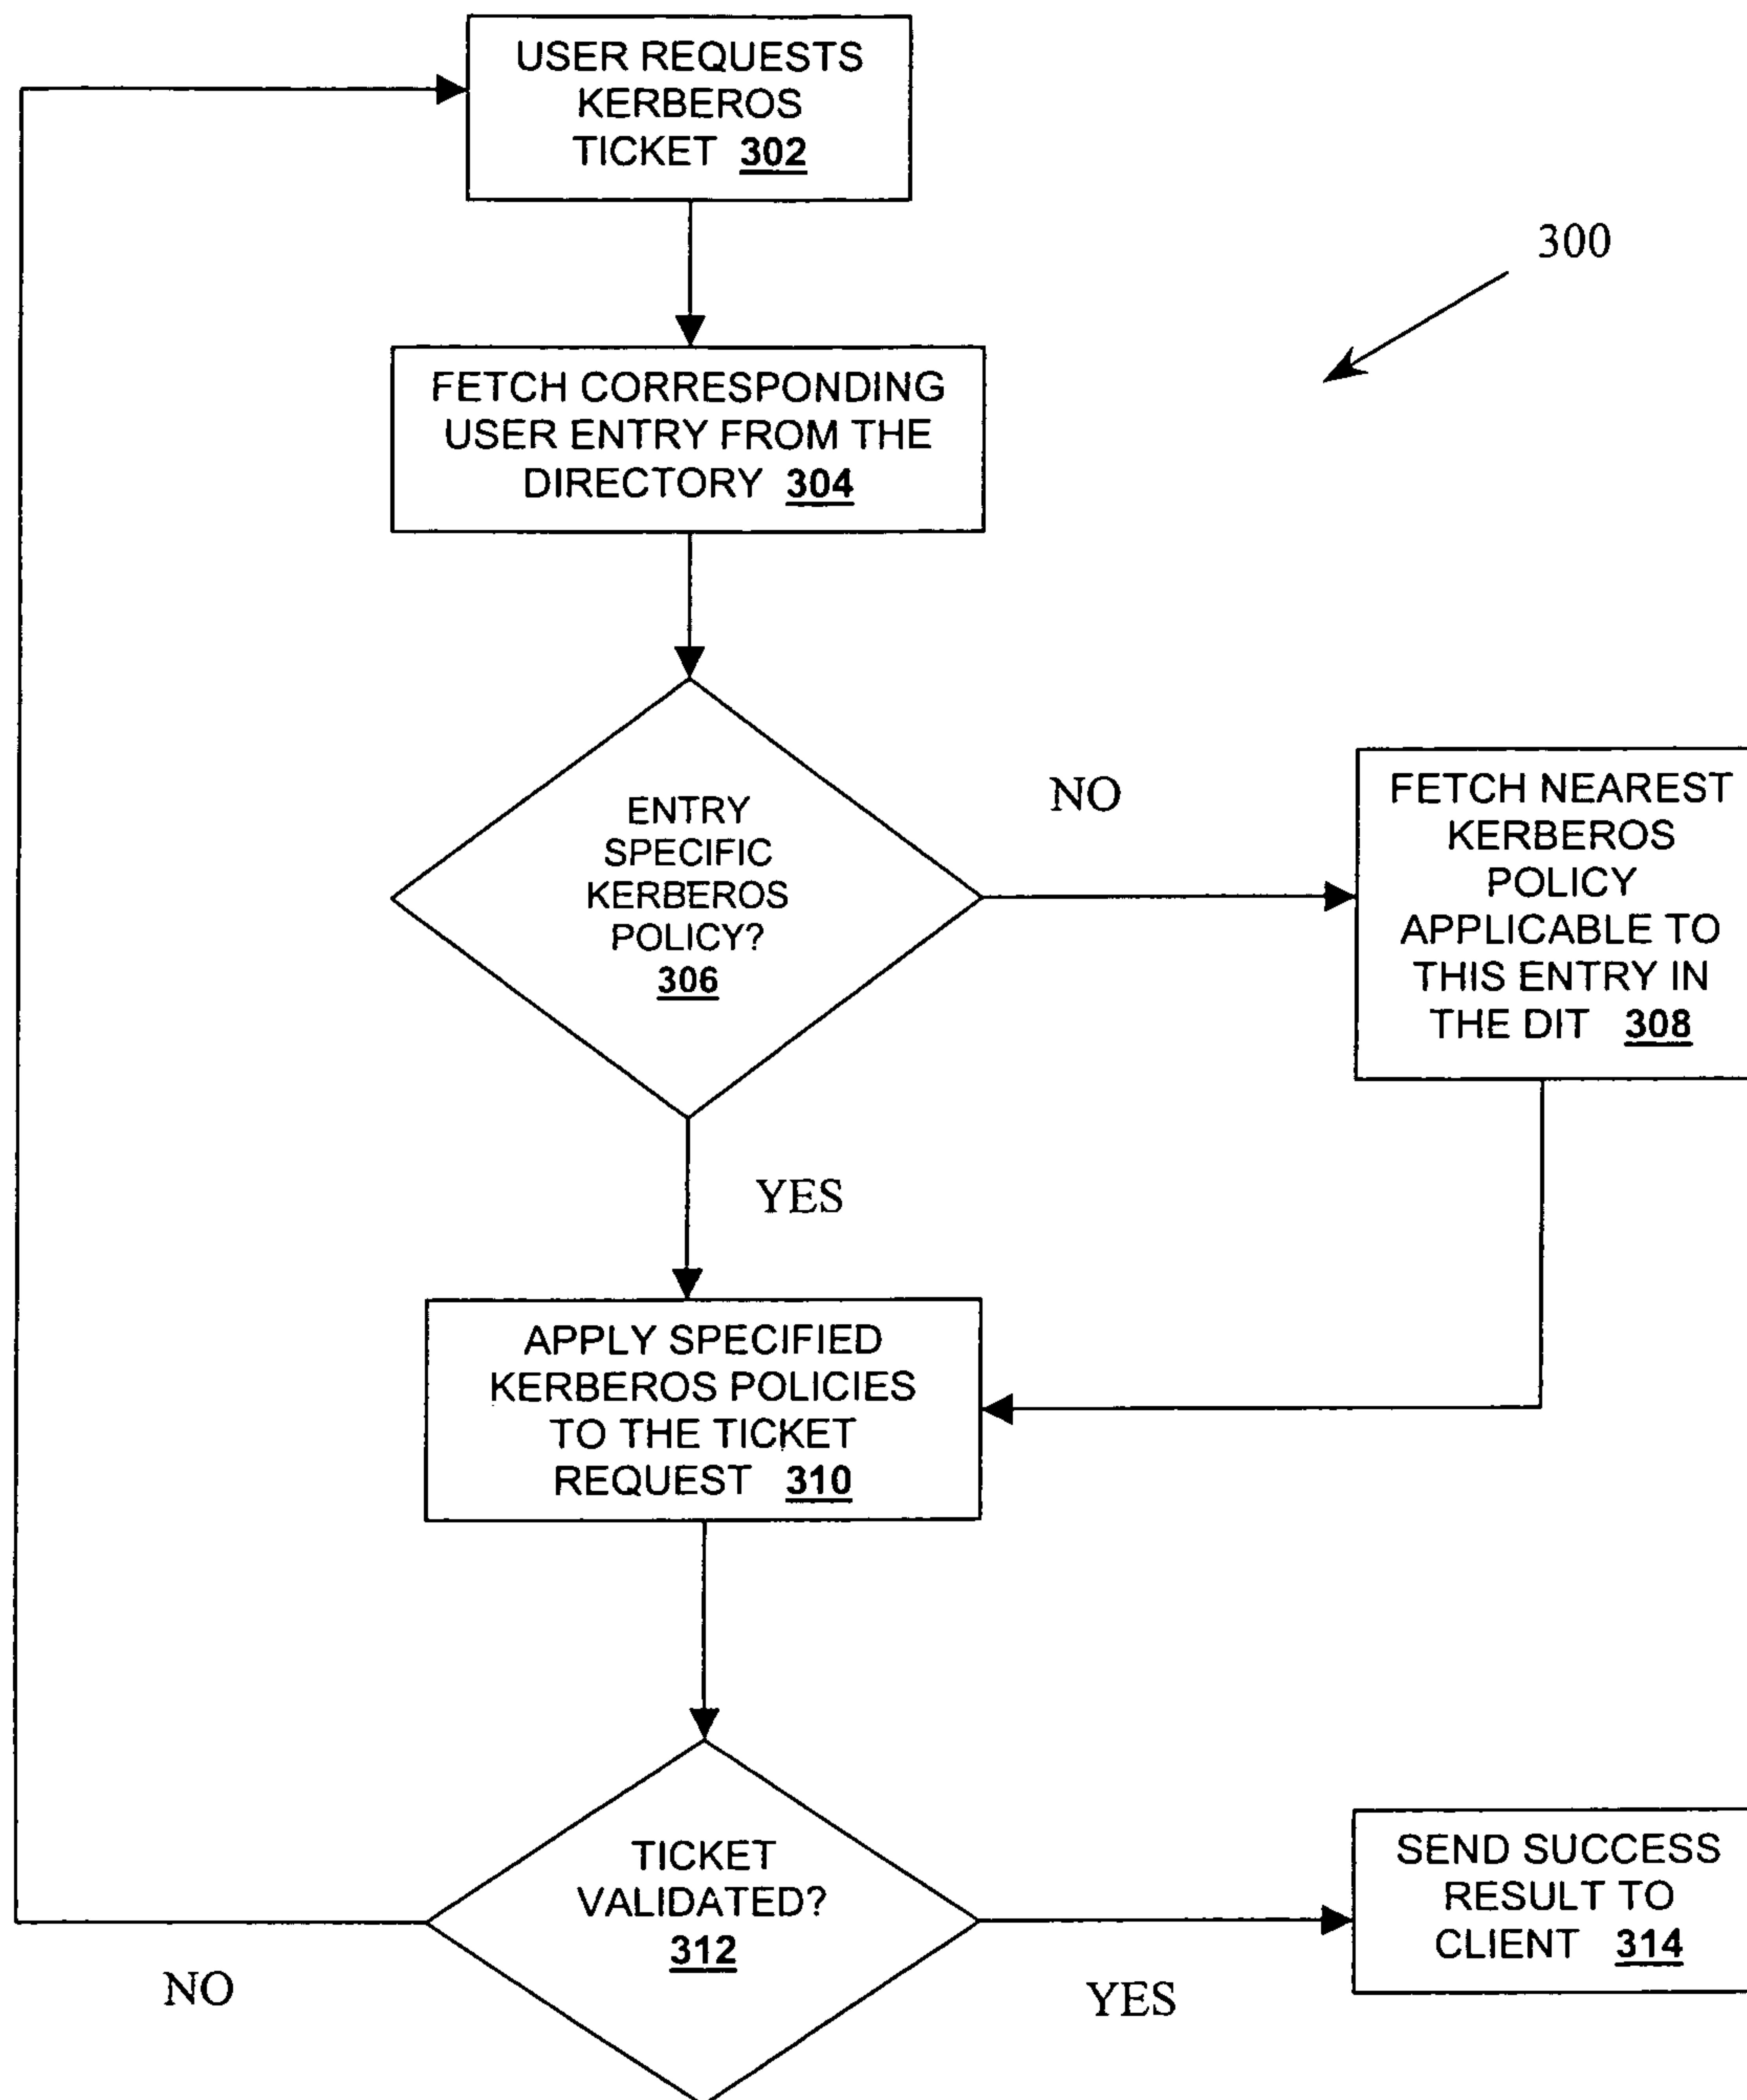 USER REQUESTS
KERBEROS
TICKET 302
300
FETCH CORRESPONDING
USER ENTRY FROM THE
DIRECTORY 304
ENTRY
SPECIFIC
KERBEROS
POLICY?
306
NO
FETCH NEAREST
KERBEROS
POLICY
APPLICABLE TO
THIS ENTRY IN
THE DIT 308
YES
APPLY SPECIFIED
KERBEROS POLICIES
TO THE TICKET
REQUEST 310
TICKET
VALIDATED?
312
NO
YES
SEND SUCCESS
RESULT TO
CLIENT 314